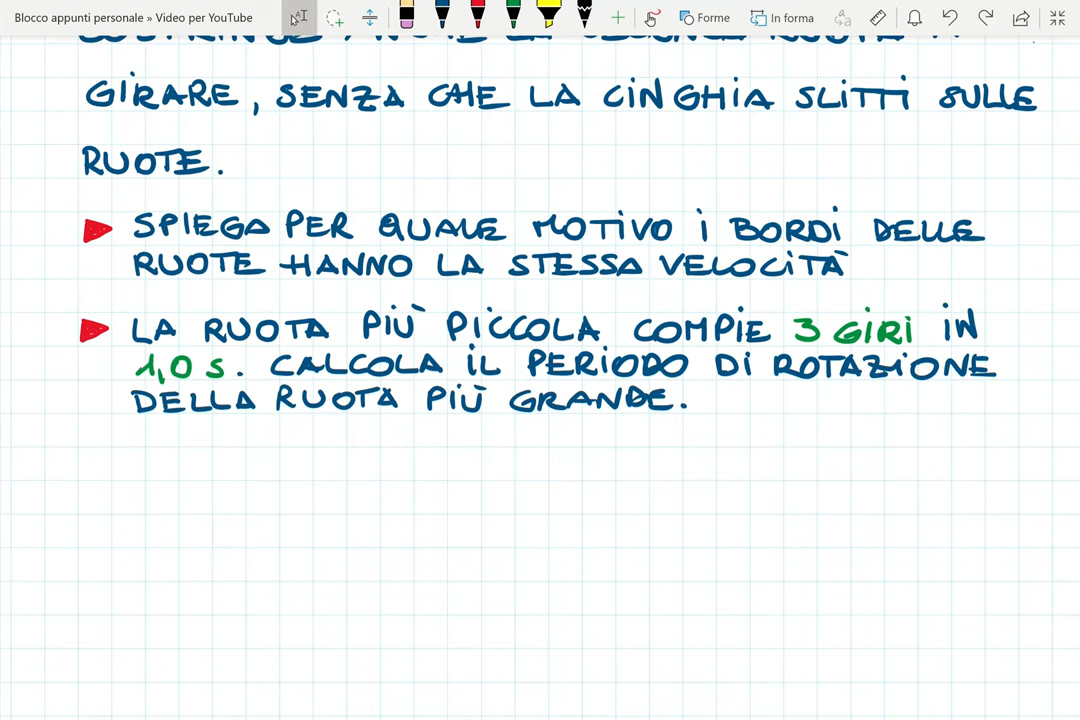 Blocco appunti personale » Video per YouTube
Forme
In forma
GIRARE, SENZA CHE LA CINGHIA SLITTI SULLE
RUOTE.
SPIEGA PER QUALE MOTIVO I BORDI DELLE
RUOTE HANNO LA STESSA VELOCITÀ
LA RUOTA PIÙ PICCOLA COMPIE 3 GIRI IN
1,0 s. CALCOLA IL PERIODO DI ROTAZIONE
DELLA RUOTA PIÙ GRANDE.